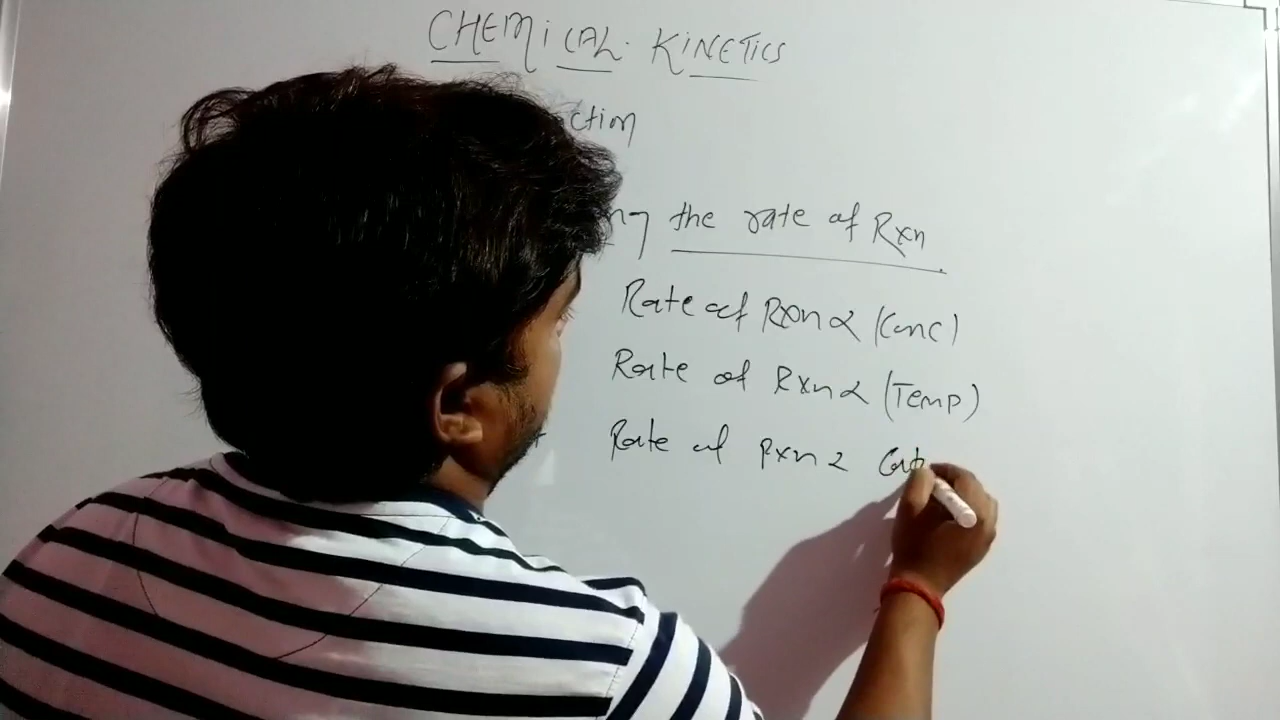 CHEMiCAL KiNETICS
ction
ng the rate of Rxn
Rate of Rxn ∝ (Conc)
Rate of Rxn ∝ (Temp)
Rate of Rxn ∝ Cat